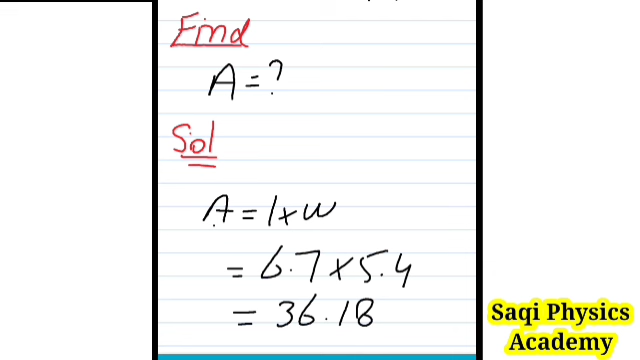 Find
A = ?
Sol
A = l x w
= 6.7 x 5.4
= 36.18
Saqi Physics
Academy